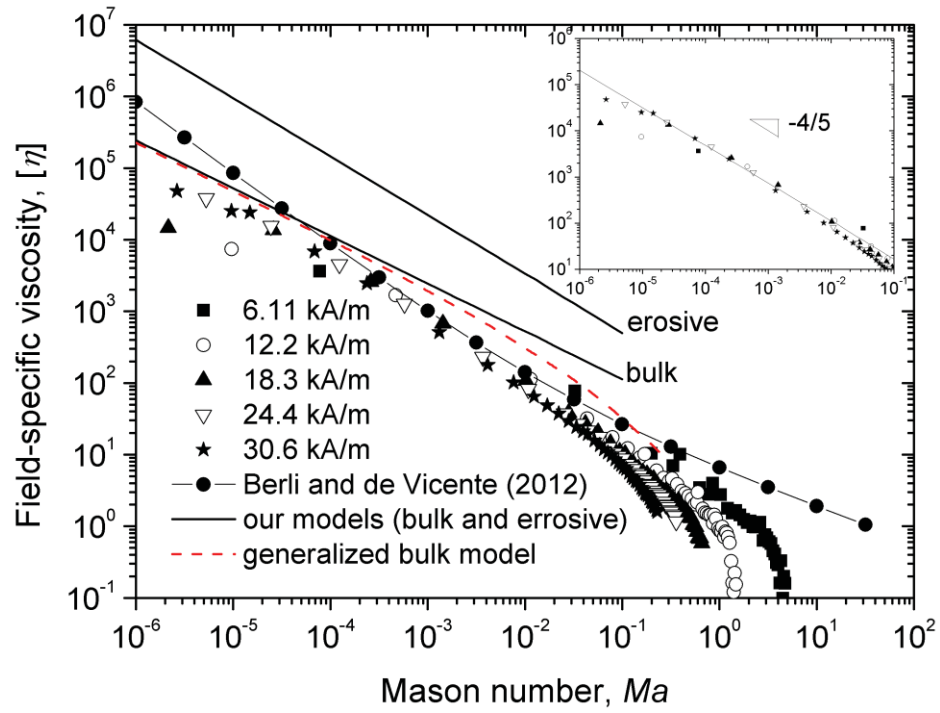 10^7
10^6
10^5
10^4
10^3
10^2
10^1
10^0
10^-1
Field-specific viscosity, [η]
10^6
10^5
10^4
10^3
10^2
10^1
10^-6 10^-5 10^-4 10^-3 10^-2 10^-1
-4/5
erosive
bulk
6.11 kA/m
12.2 kA/m
18.3 kA/m
24.4 kA/m
30.6 kA/m
Berli and de Vicente (2012)
our models (bulk and errosive)
generalized bulk model
10^-6 10^-5 10^-4 10^-3 10^-2 10^-1 10^0 10^1 10^2
Mason number, Ma